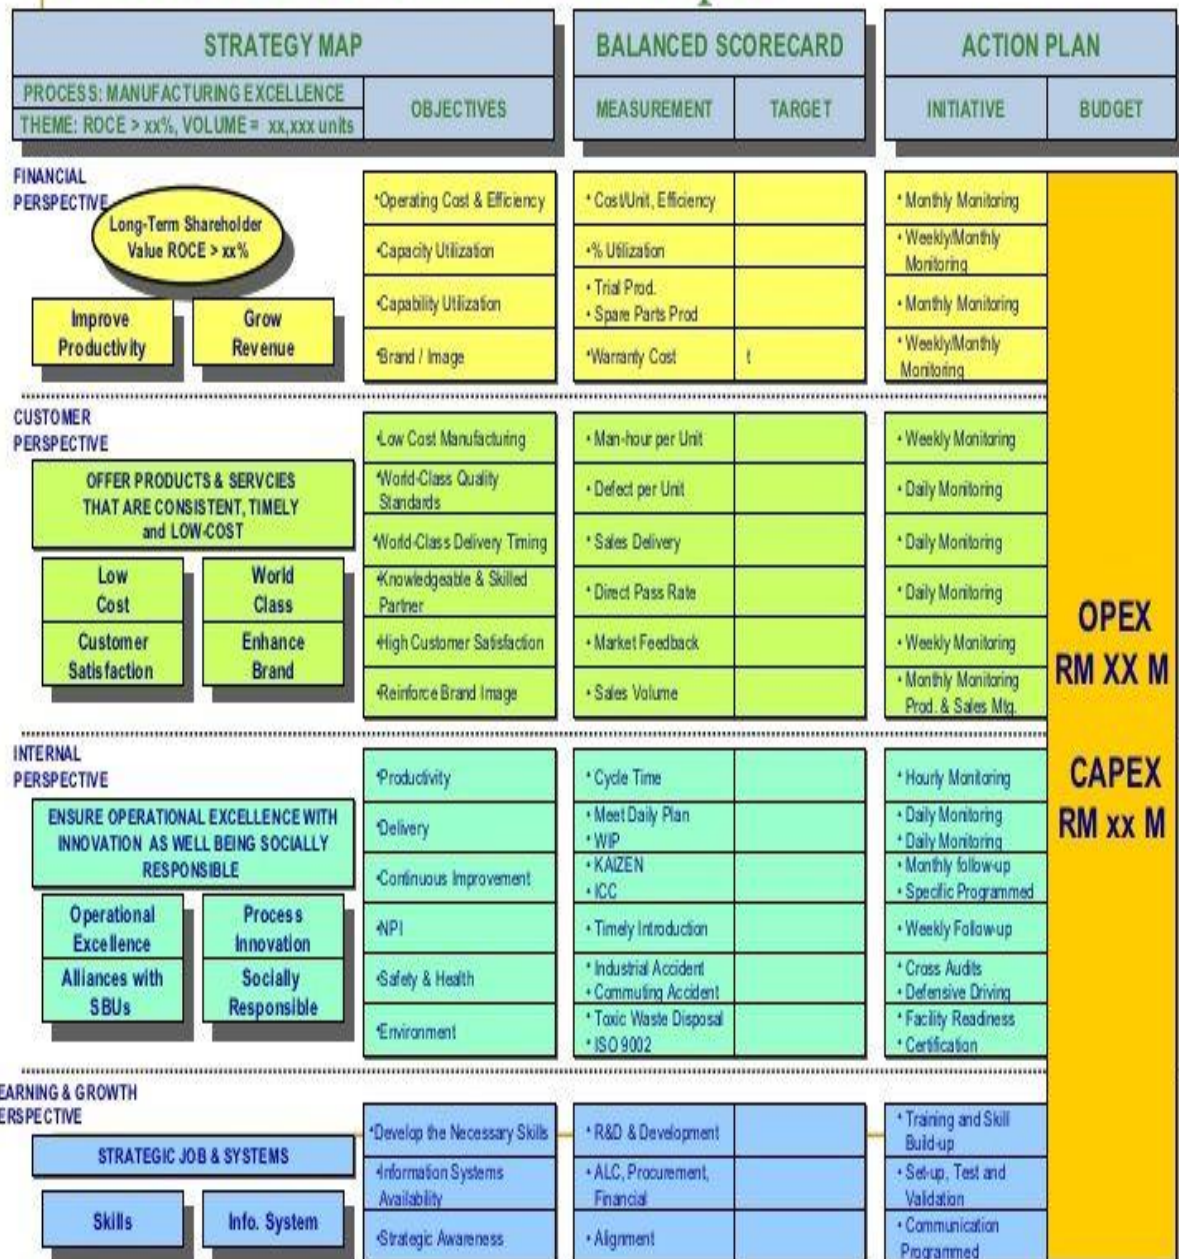 STRATEGY MAP
BALANCED SCORECARD
ACTION PLAN
PROCESS: MANUFACTURING EXCELLENCE
THEME: ROCE > xx%, VOLUME = xx,xxx units
OBJECTIVES
MEASUREMENT
TARGET
INITIATIVE
BUDGET
FINANCIAL
PERSPECTIVE
Long-Term Shareholder
Value ROCE > xx%
Improve
Productivity
Grow
Revenue
•Operating Cost & Efficiency
• Cost/Unit, Efficiency
• Monthly Monitoring
•Capacity Utilization
•% Utilization
• Weekly/Monthly
Monitoring
•Capability Utilization
• Trial Prod.
• Spare Parts Prod
• Monthly Monitoring
•Brand / Image
•Warranty Cost
t
• Weekly/Monthly
Monitoring
CUSTOMER
PERSPECTIVE
OFFER PRODUCTS & SERVCIES
THAT ARE CONSISTENT, TIMELY
and LOW-COST
Low
Cost
World
Class
Customer
Satisfaction
Enhance
Brand
•Low Cost Manufacturing
• Man-hour per Unit
• Weekly Monitoring
•World-Class Quality
Standards
• Defect per Unit
• Daily Monitoring
•World-Class Delivery Timing
• Sales Delivery
• Daily Monitoring
•Knowledgeable & Skilled
Partner
• Direct Pass Rate
• Daily Monitoring
•High Customer Satisfaction
• Market Feedback
• Weekly Monitoring
•Reinforce Brand Image
• Sales Volume
• Monthly Monitoring
Prod. & Sales Mtg.
OPEX
RM XX M
CAPEX
RM xx M
INTERNAL
PERSPECTIVE
ENSURE OPERATIONAL EXCELLENCE WITH
INNOVATION AS WELL BEING SOCIALLY
RESPONSIBLE
Operational
Excellence
Process
Innovation
Alliances with
SBUs
Socially
Responsible
•Productivity
• Cycle Time
• Hourly Monitoring
•Delivery
• Meet Daily Plan
• WIP
• Daily Monitoring
• Daily Monitoring
•Continuous Improvement
• KAIZEN
• ICC
• Monthly follow-up
• Specific Programmed
•NPI
• Timely Introduction
• Weekly Follow-up
•Safety & Health
• Industrial Accident
• Commuting Accident
• Cross Audits
• Defensive Driving
•Environment
• Toxic Waste Disposal
• ISO 9002
• Facility Readiness
• Certification
EARNING & GROWTH
ERSPECTIVE
STRATEGIC JOB & SYSTEMS
Skills
Info. System
•Develop the Necessary Skills
• R&D & Development
• Training and Skill
Build-up
•Information Systems
Availability
• ALC, Procurement,
Financial
• Set-up, Test and
Validation
•Strategic Awareness
• Alignment
• Communication
Programmed